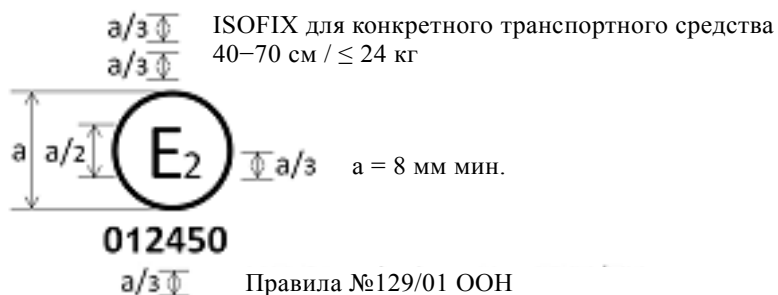 a/3 ISOFIX для конкретного транспортного средства
a/3 40−70 см / ≤ 24 кг
a a/2 E2 a/3 a = 8 мм мин.
012450
a/3 Правила №129/01 ООН